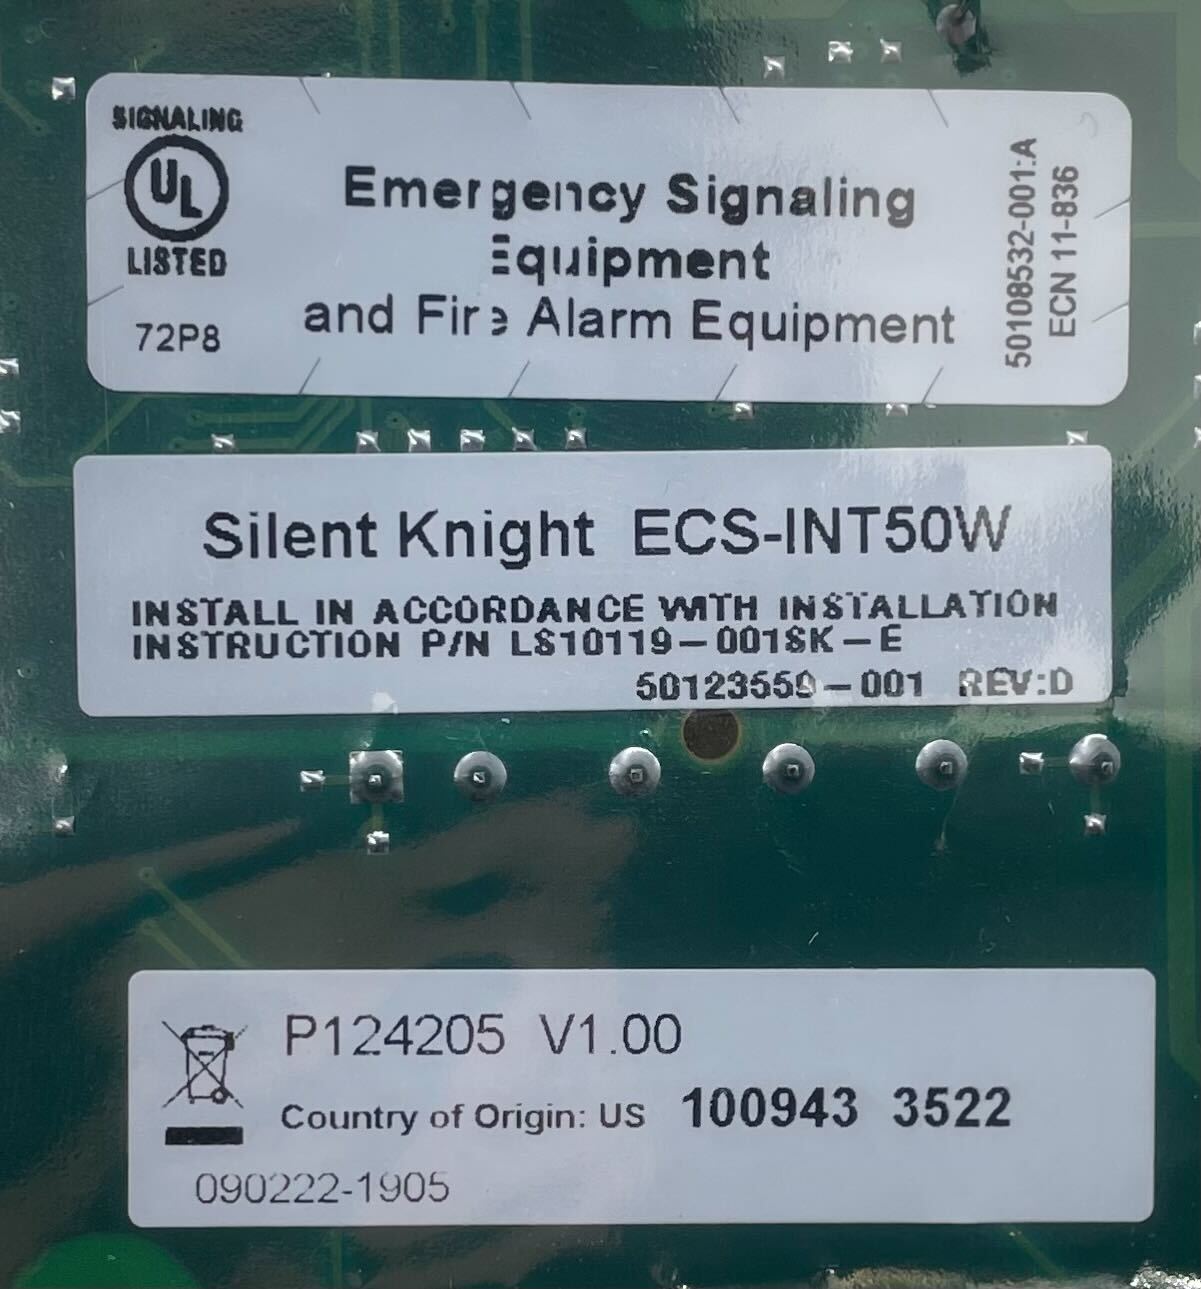 SIGNALING
UL
LISTED
72P8
Emergency Signaling
Equipment
and Fire Alarm Equipment
50108532-001:A
ECN 11-836
Silent Knight ECS-INT50W
INSTALL IN ACCORDANCE WITH INSTALLATION
INSTRUCTION P/N LS10119-001SK-E
50123559-001 REV:D
P124205 V1.00
Country of Origin: US 100943 3522
090222-1905